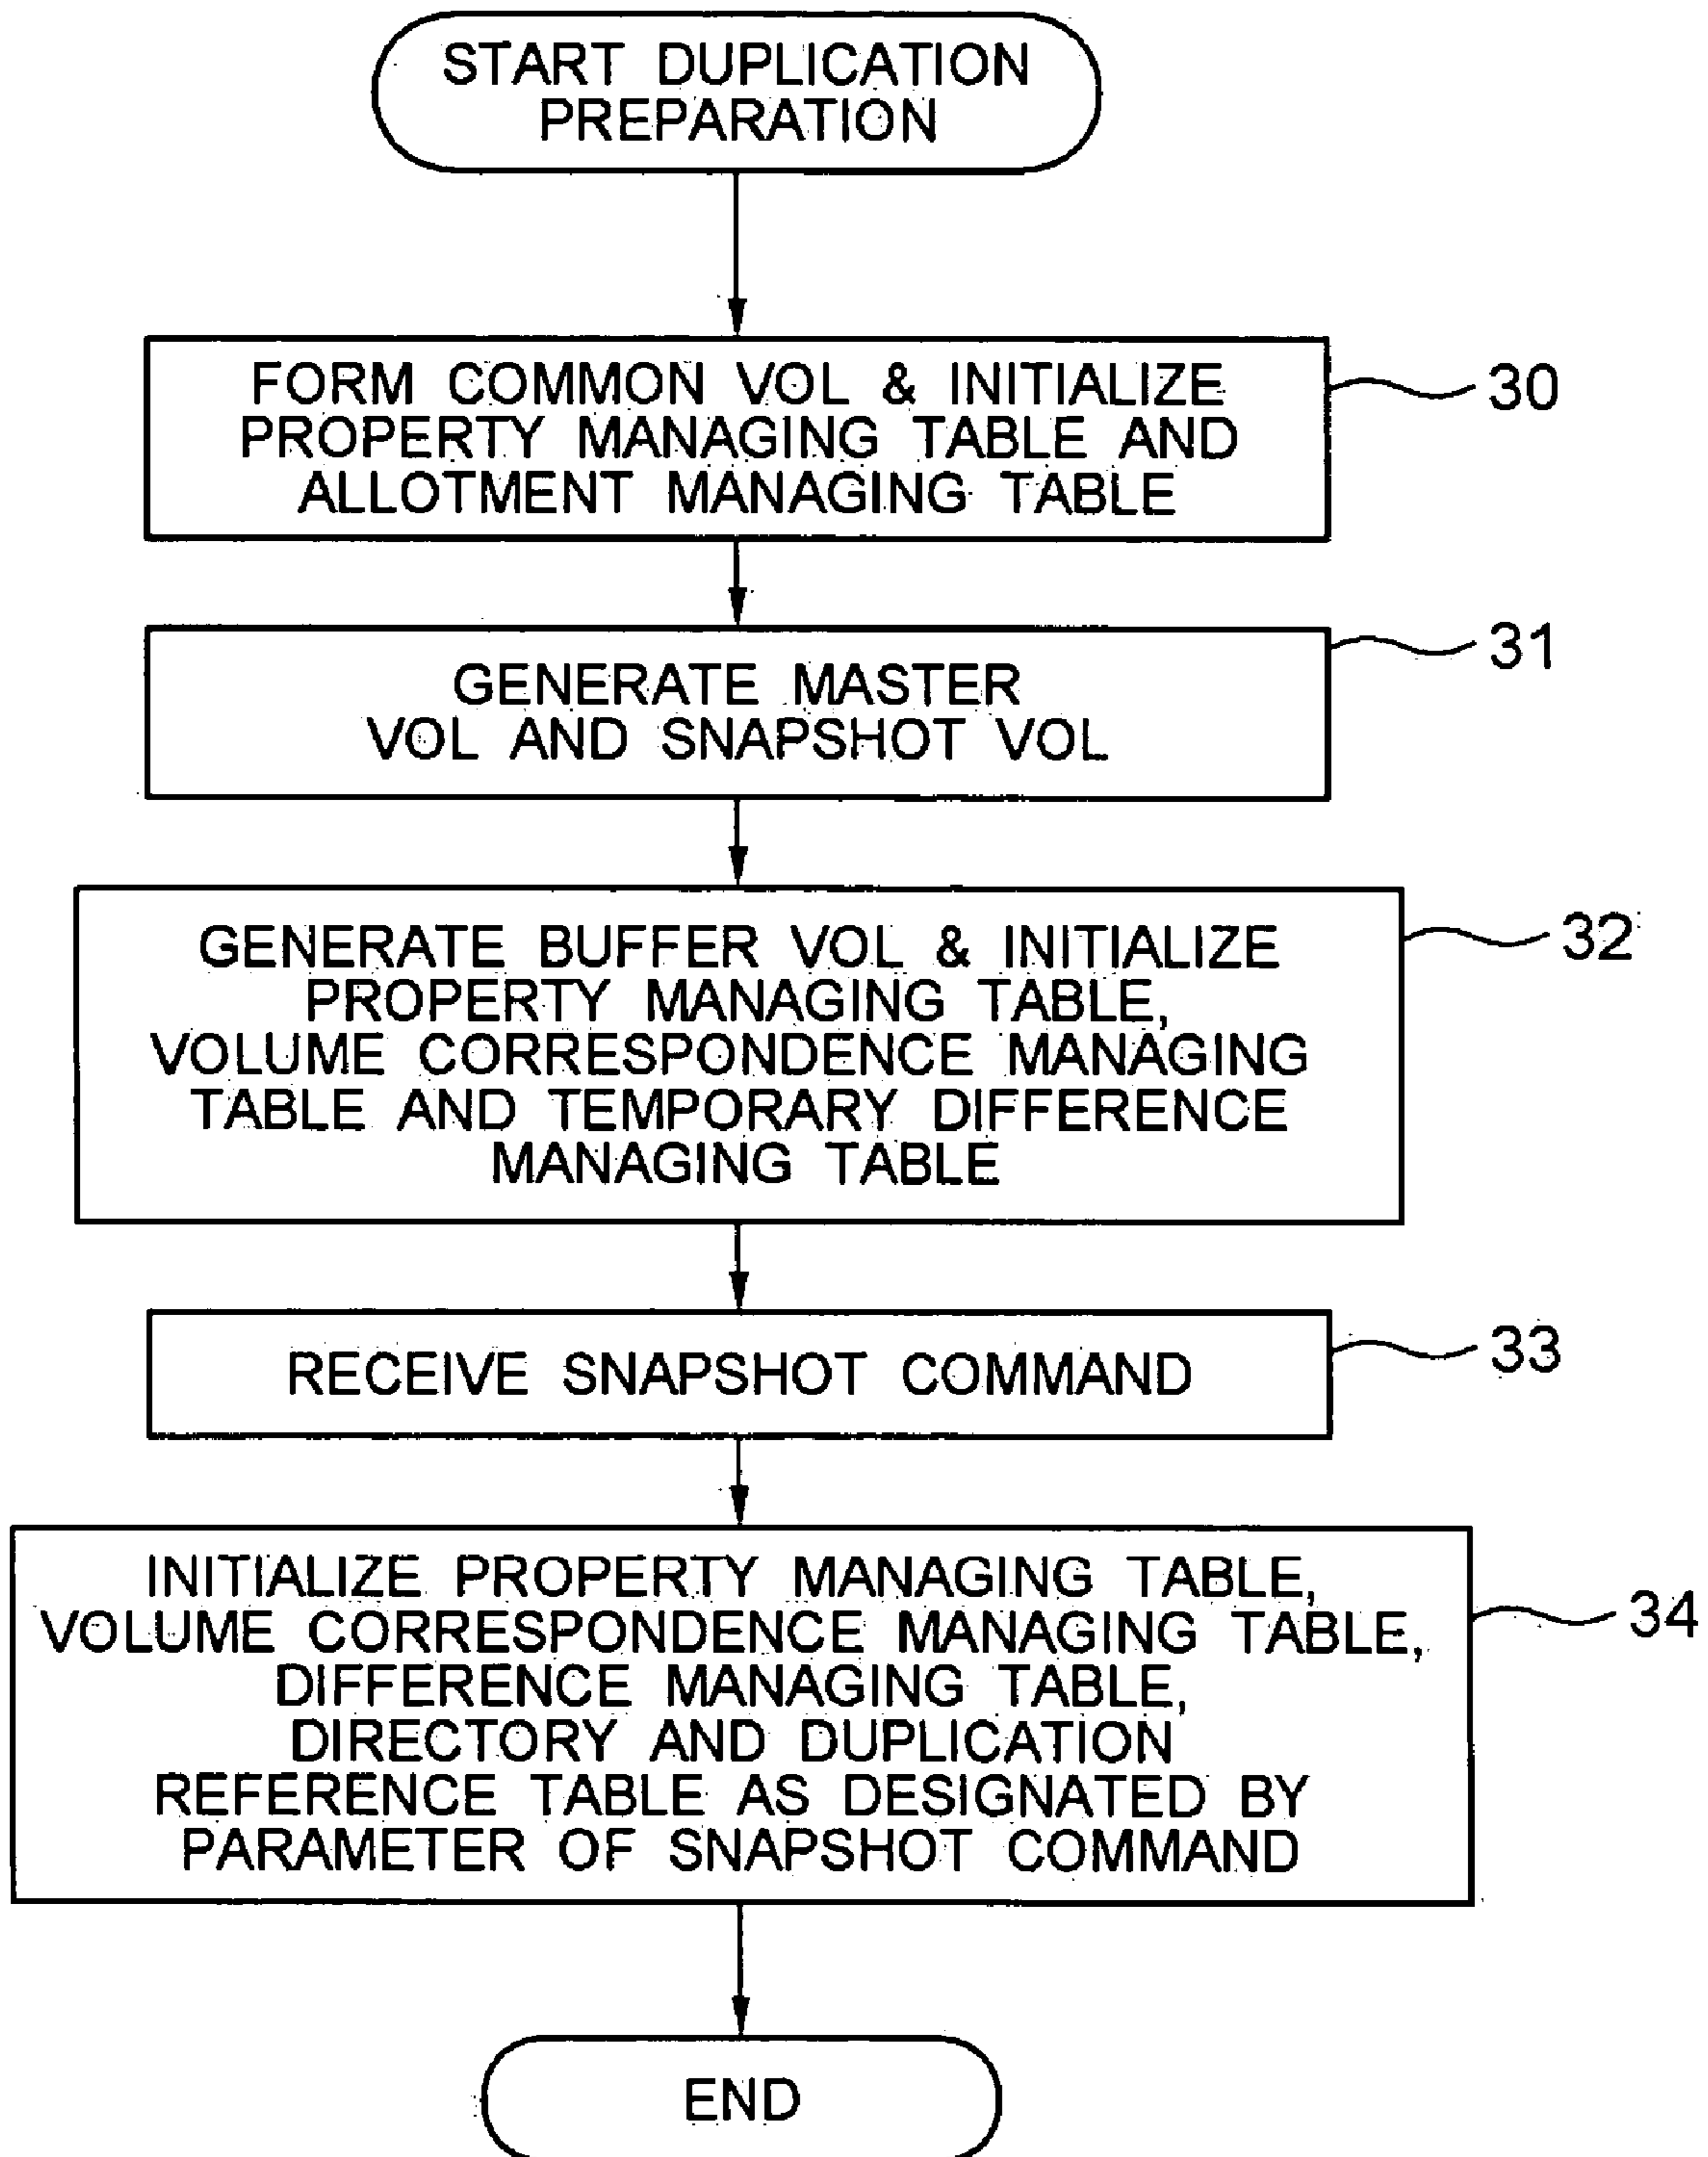 START DUPLICATION
PREPARATION
FORM COMMON VOL & INITIALIZE
PROPERTY MANAGING TABLE AND
ALLOTMENT MANAGING TABLE
30
GENERATE MASTER
VOL AND SNAPSHOT VOL
31
GENERATE BUFFER VOL & INITIALIZE
PROPERTY MANAGING TABLE,
VOLUME CORRESPONDENCE MANAGING
TABLE AND TEMPORARY DIFFERENCE
MANAGING TABLE
32
RECEIVE SNAPSHOT COMMAND
33
INITIALIZE PROPERTY MANAGING TABLE,
VOLUME CORRESPONDENCE MANAGING TABLE,
DIFFERENCE MANAGING TABLE,
DIRECTORY AND DUPLICATION
REFERENCE TABLE AS DESIGNATED BY
PARAMETER OF SNAPSHOT COMMAND
34
END